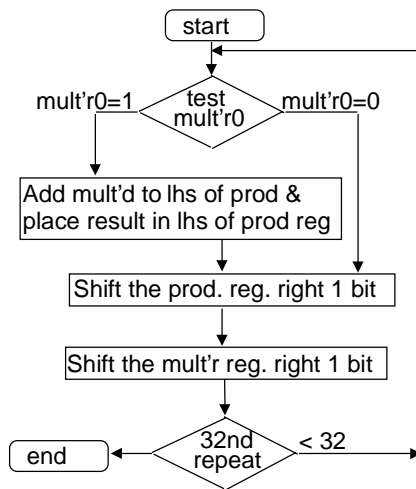 start
test
mult'r0
mult'r0=1
mult'r0=0
Add mult'd to lhs of prod &
place result in lhs of prod reg
Shift the prod. reg. right 1 bit
Shift the mult'r reg. right 1 bit
32nd
repeat
< 32
end